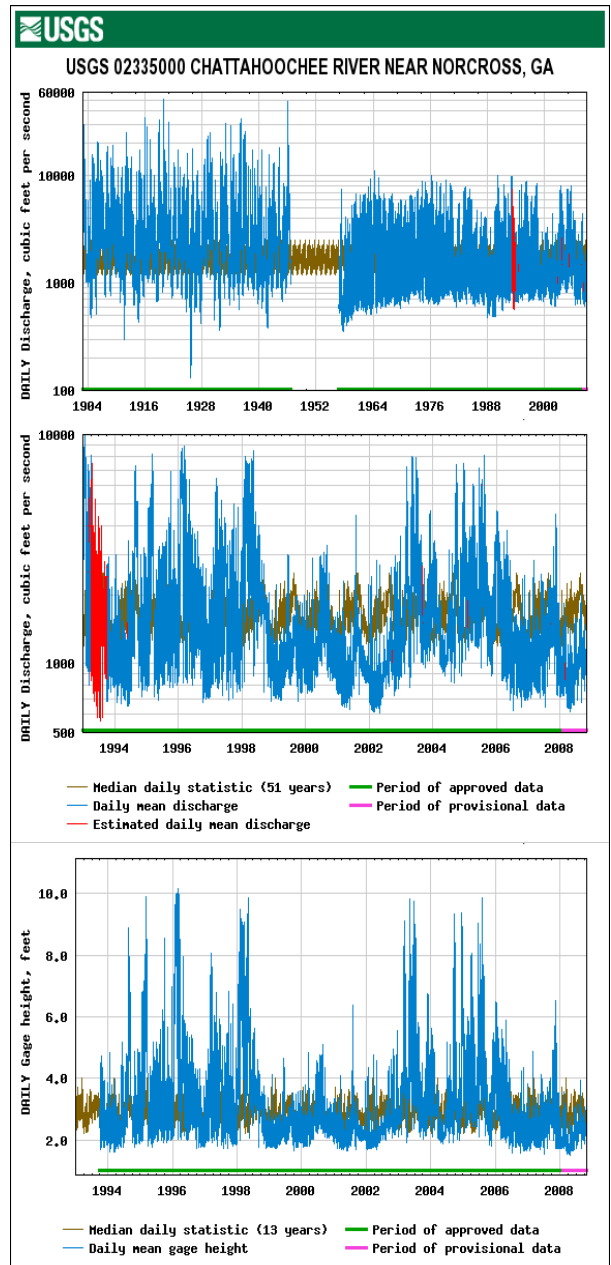 USGS
USGS 02335000 CHATTAHOOCHEE RIVER NEAR NORCROSS, GA
DAILY Discharge, cubic feet per second
60000
10000
1000
100
1904 1916 1928 1940 1952 1964 1976 1988 2000
DAILY Discharge, cubic feet per second
10000
1000
500
1994 1996 1998 2000 2002 2004 2006 2008
Median daily statistic (51 years) Period of approved data
Daily mean discharge Period of provisional data
Estimated daily mean discharge
DAILY Gage height, feet
10.0
8.0
6.0
4.0
2.0
1994 1996 1998 2000 2002 2004 2006 2008
Median daily statistic (13 years) Period of approved data
Daily mean gage height Period of provisional data